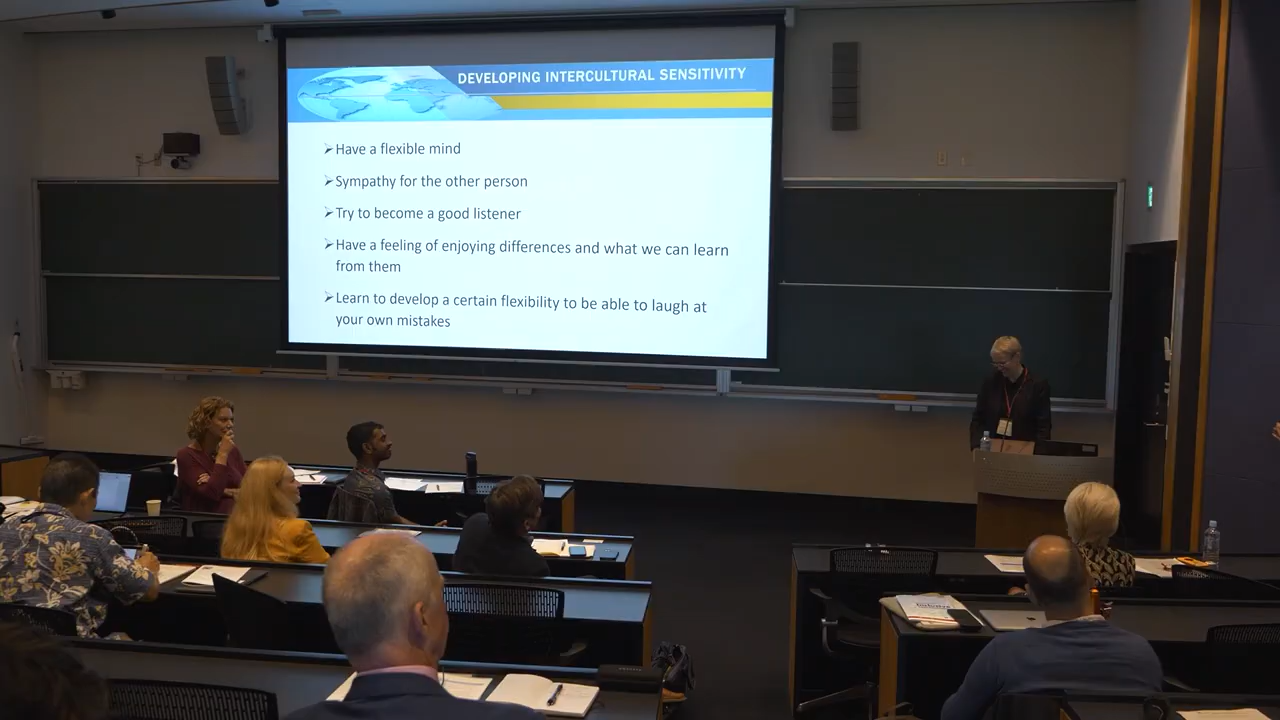 DEVELOPING INTERCULTURAL SENSITIVITY
➢Have a flexible mind
➢Sympathy for the other person
➢Try to become a good listener
➢Have a feeling of enjoying differences and what we can learn
from them
➢Learn to develop a certain flexibility to be able to laugh at
your own mistakes